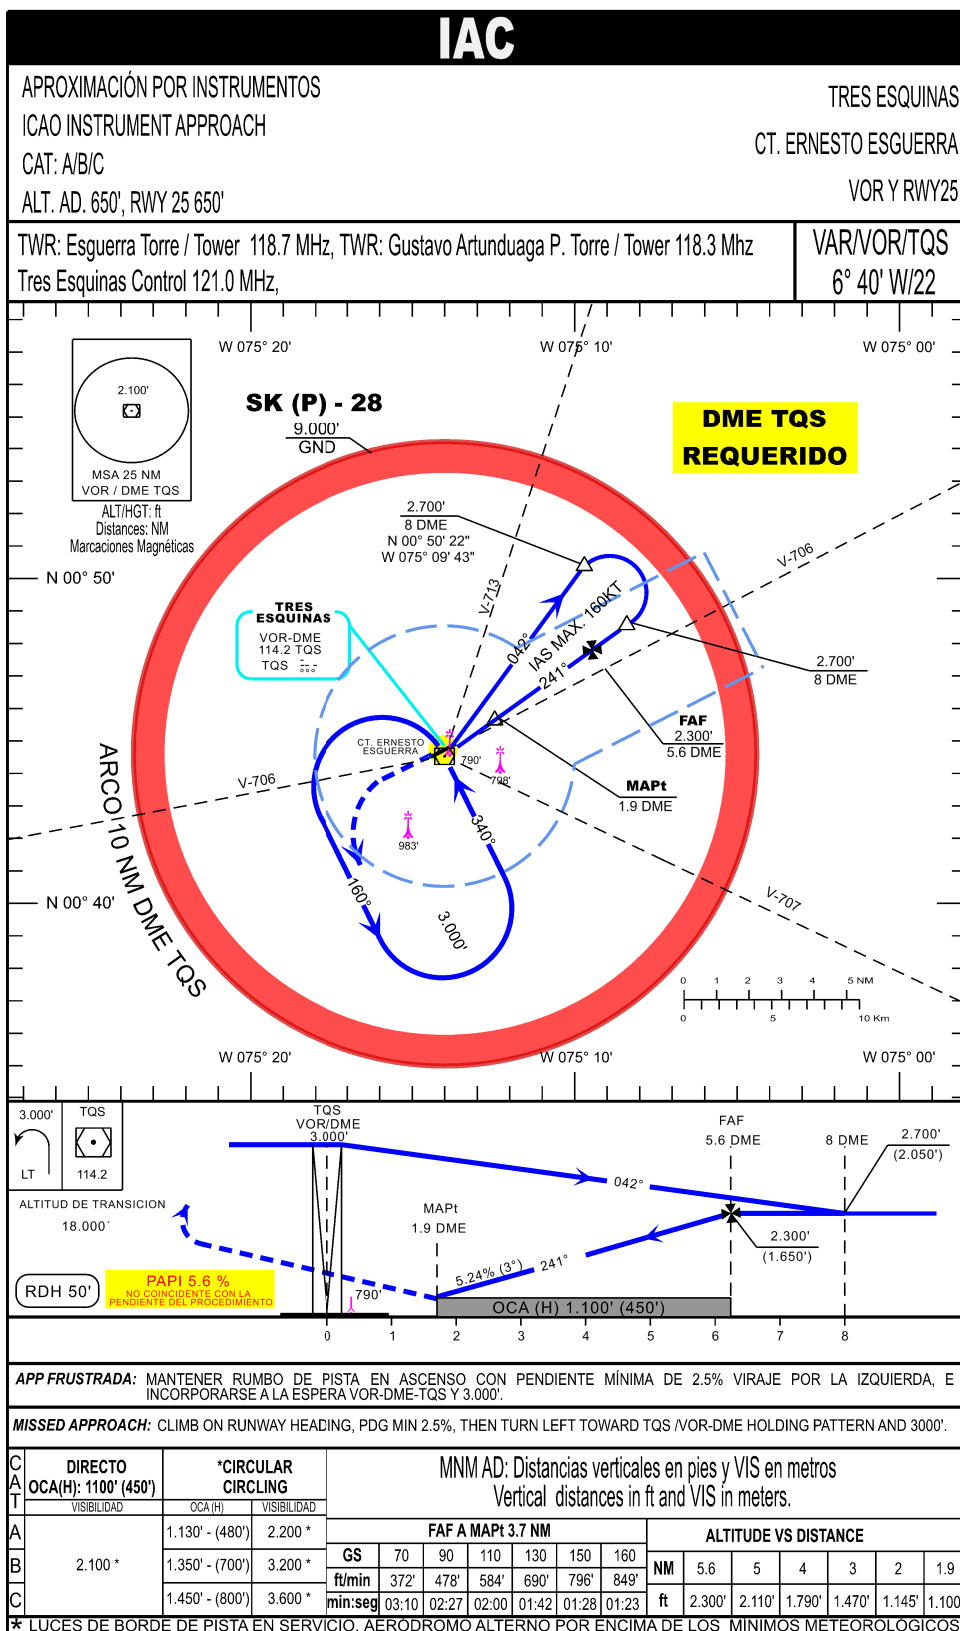 IAC
APROXIMACIÓN POR INSTRUMENTOS
ICAO INSTRUMENT APPROACH
CAT: A/B/C
ALT. AD. 650', RWY 25 650'
TRES ESQUINAS
CT. ERNESTO ESGUERRA
VOR Y RWY25
TWR: Esguerra Torre / Tower 118.7 MHz, TWR: Gustavo Artunduaga P. Torre / Tower 118.3 Mhz
Tres Esquinas Control 121.0 MHz,
VAR/VOR/TQS
6° 40' W/22
W 075° 20'
W 075° 10'
W 075° 00'
2.100'
MSA 25 NM
VOR / DME TQS
ALT/HGT: ft
Distances: NM
Marcaciones Magnéticas
SK (P) - 28
9.000'
GND
DME TQS
REQUERIDO
2.700'
8 DME
N 00° 50' 22"
W 075° 09' 43"
V-706
N 00° 50'
V-713
TRES
ESQUINAS
VOR-DME
114.2 TQS
TQS
042°
IAS MAX. 160KT
241°
2.700'
8 DME
FAF
2.300'
5.6 DME
CT. ERNESTO
ESGUERRA
790'
798'
MAPt
1.9 DME
V-706
ARCO 10 NM DME TQS
983'
340°
160°
3.000'
N 00° 40'
V-707
0 1 2 3 4 5 NM
0 5 10 Km
W 075° 20'
W 075° 10'
W 075° 00'
3.000'
LT
TQS
114.2
TQS
VOR/DME
3.000'
FAF
5.6 DME
8 DME
2.700'
(2.050')
042°
ALTITUD DE TRANSICION
18.000'
MAPt
1.9 DME
2.300'
(1.650')
5.24% (3°)
241°
RDH 50'
PAPI 5.6 %
NO COINCIDENTE CON LA
PENDIENTE DEL PROCEDIMIENTO
790'
OCA (H) 1.100' (450')
0 1 2 3 4 5 6 7 8
APP FRUSTRADA: MANTENER RUMBO DE PISTA EN ASCENSO CON PENDIENTE MÍNIMA DE 2.5% VIRAJE POR LA IZQUIERDA, E
INCORPORARSE A LA ESPERA VOR-DME-TQS Y 3.000'.
MISSED APPROACH: CLIMB ON RUNWAY HEADING, PDG MIN 2.5%, THEN TURN LEFT TOWARD TQS /VOR-DME HOLDING PATTERN AND 3000'.
CAT
DIRECTO
OCA(H): 1100' (450')
VISIBILIDAD
*CIRCULAR
CIRCLING
OCA (H) VISIBILIDAD
A 1.130' - (480') 2.200 *
B 2.100 * 1.350' - (700') 3.200 *
C 1.450' - (800') 3.600 *
MNM AD: Distancias verticales en pies y VIS en metros
Vertical distances in ft and VIS in meters.
FAF A MAPt 3.7 NM
GS 70 90 110 130 150 160
ft/min 372' 478' 584' 690' 796' 849'
min:seg 03:10 02:27 02:00 01:42 01:28 01:23
ALTITUDE VS DISTANCE
NM 5.6 5 4 3 2 1.9
ft 2.300' 2.110' 1.790' 1.470' 1.145' 1.100
* LUCES DE BORDE DE PISTA EN SERVICIO. AERODROMO ALTERNO POR ENCIMA DE LOS MINIMOS METEOROLOGICOS